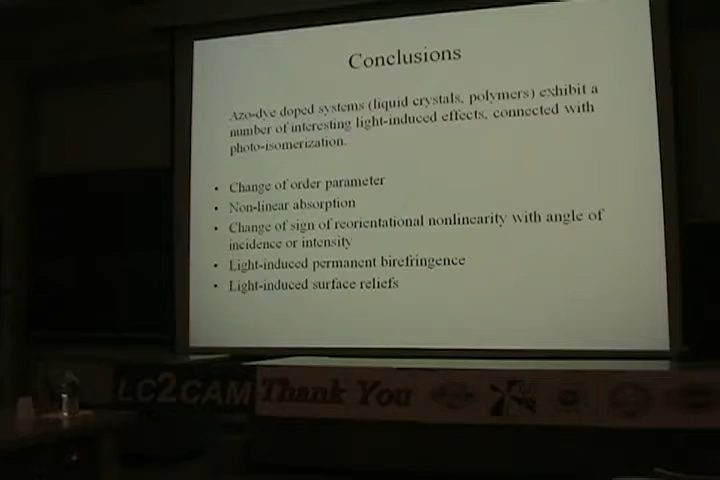 Conclusions
Azo-dye doped systems (liquid crystals, polymers) exhibit a
number of interesting light-induced effects, connected with
photo-isomerization.
• Change of order parameter
• Non-linear absorption
• Change of sign of reorientational nonlinearity with angle of
incidence or intensity
• Light-induced permanent birefringence
• Light-induced surface reliefs
LC2CAM Thank You